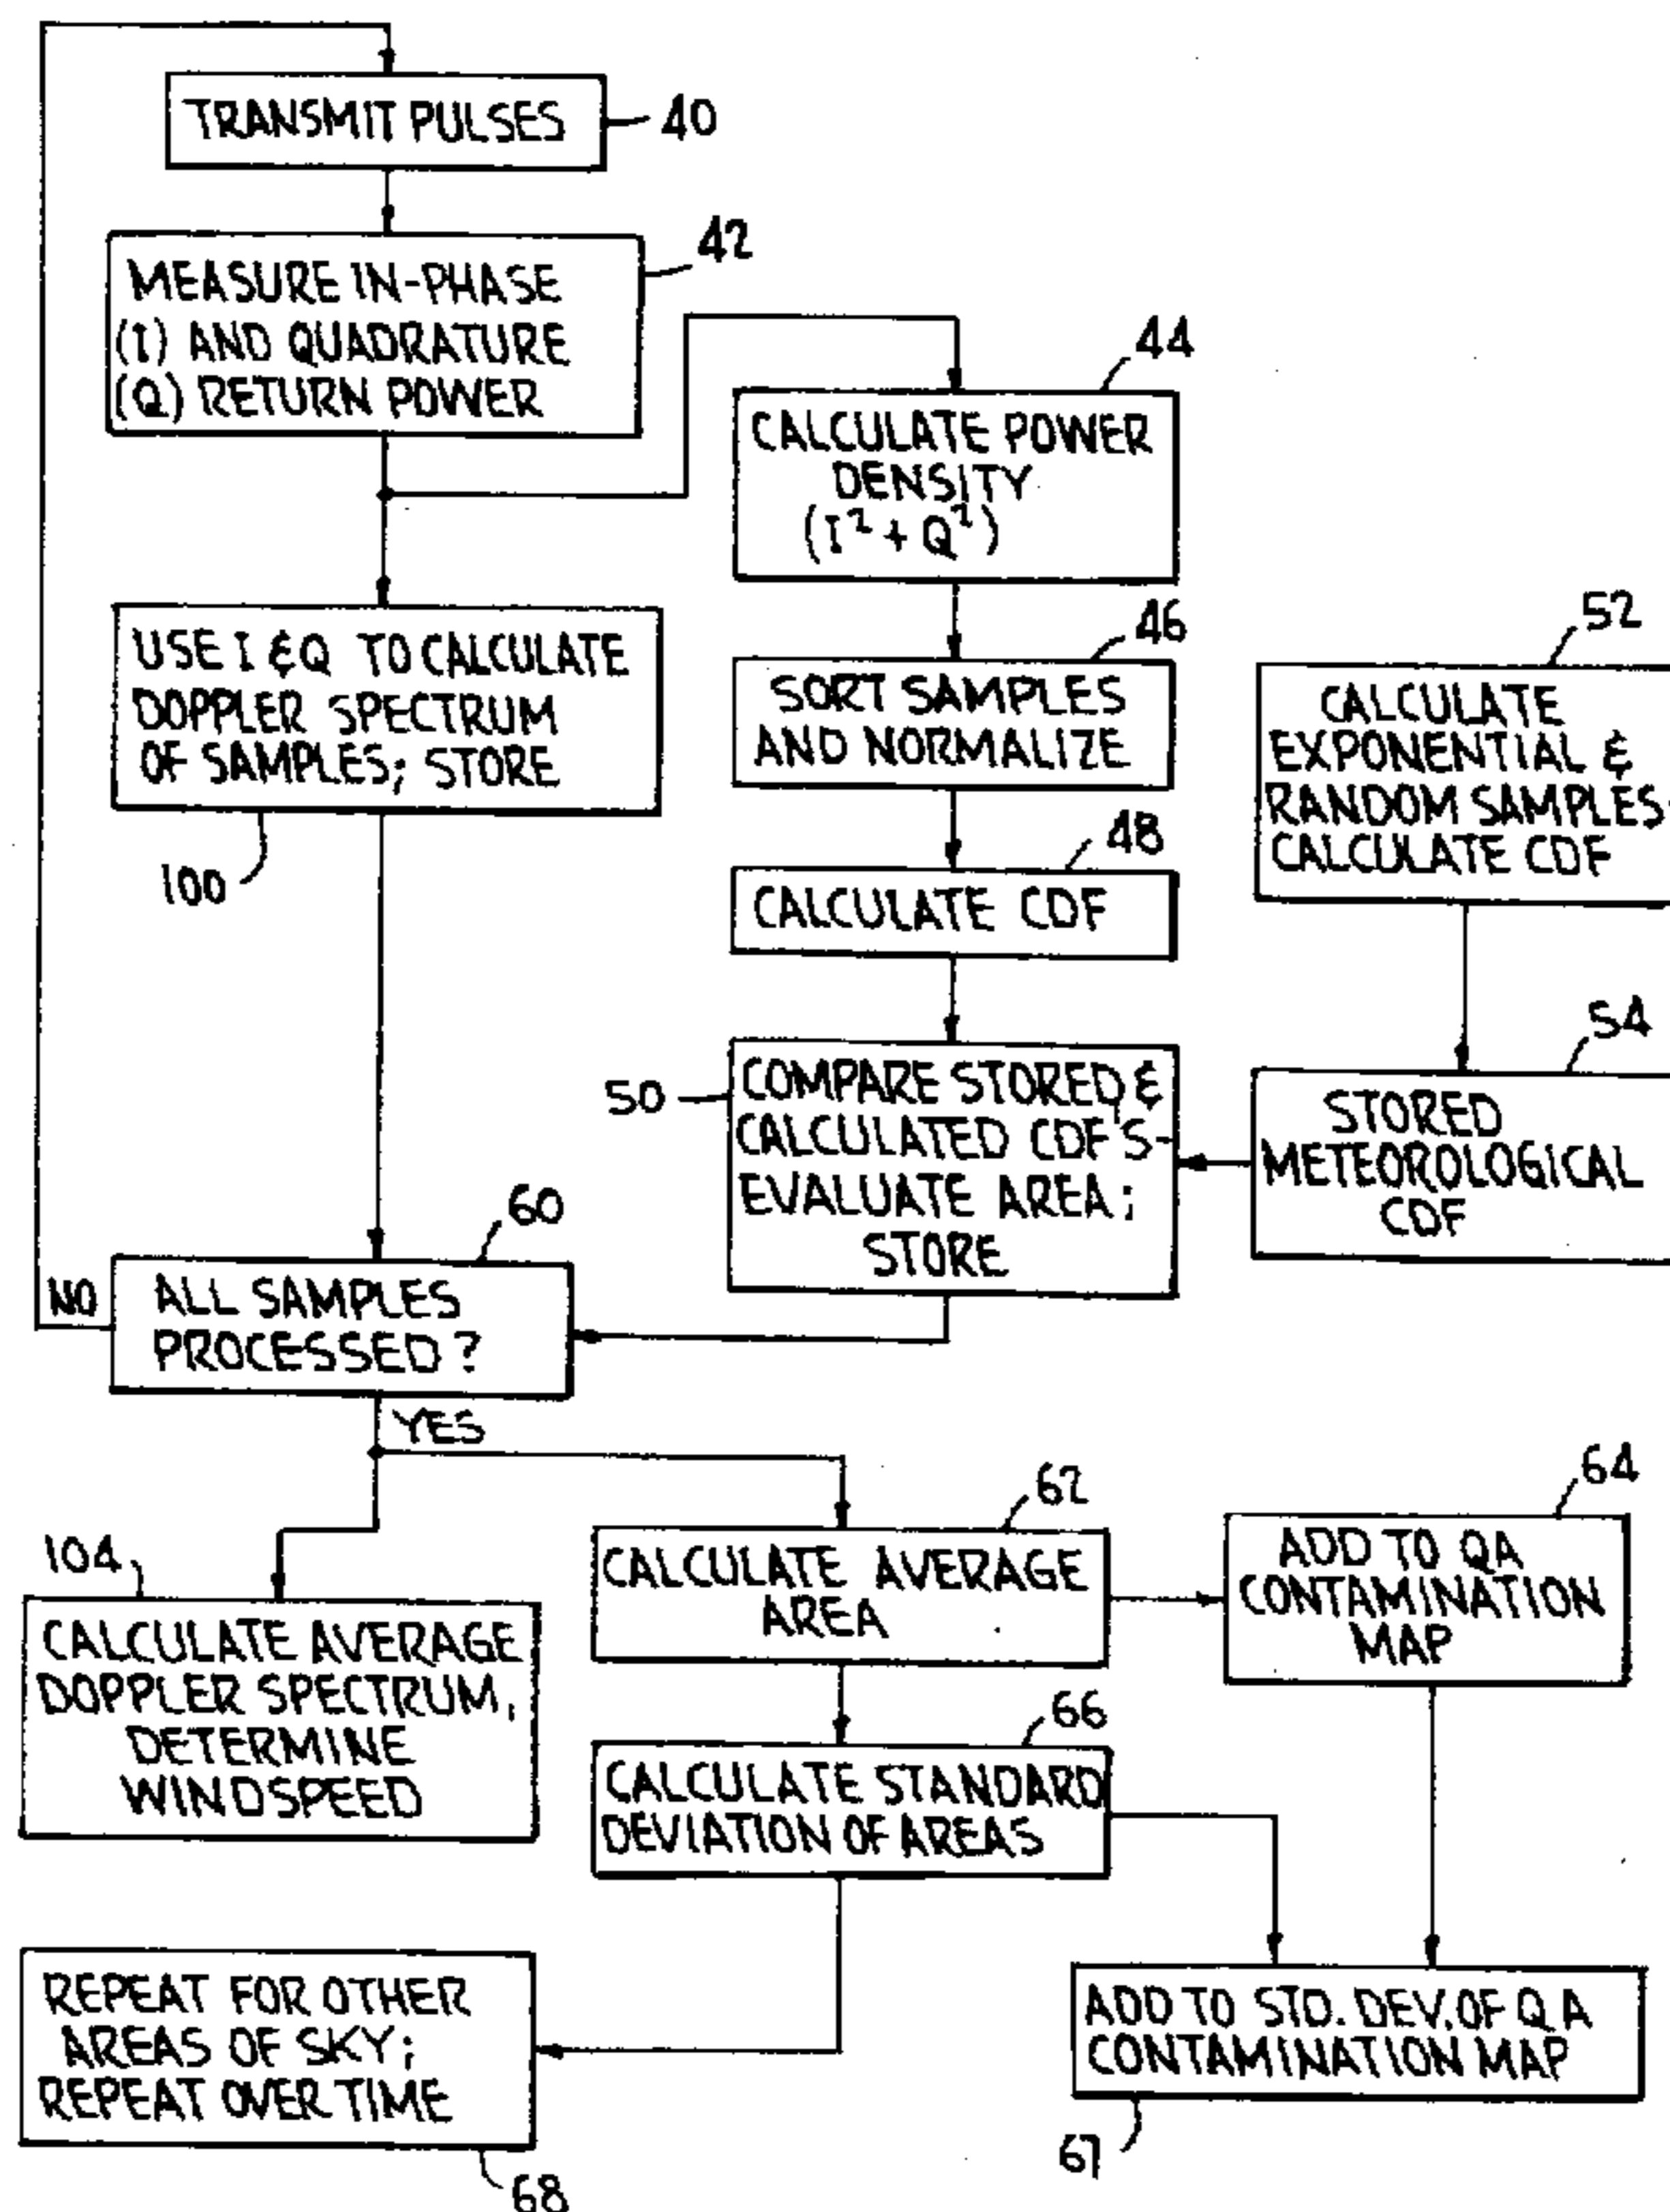 TRANSMIT PULSES
40
MEASURE IN-PHASE
(I) AND QUADRATURE
(Q) RETURN POWER
42
CALCULATE POWER
DENSITY
(I² + Q²)
44
USE I & Q TO CALCULATE
DOPPLER SPECTRUM
OF SAMPLES; STORE
100
SORT SAMPLES
AND NORMALIZE
46
CALCULATE
EXPONENTIAL &
RANDOM SAMPLES-
CALCULATE CDF
52
CALCULATE CDF
48
COMPARE STORED &
CALCULATED CDF'S-
EVALUATE AREA;
STORE
50
STORED
METEOROLOGICAL
CDF
54
ALL SAMPLES
PROCESSED?
60
NO
YES
CALCULATE AVERAGE
DOPPLER SPECTRUM,
DETERMINE
WINDSPEED
104
CALCULATE AVERAGE
AREA
62
ADD TO QA
CONTAMINATION
MAP
64
CALCULATE STANDARD
DEVIATION OF AREAS
66
REPEAT FOR OTHER
AREAS OF SKY;
REPEAT OVER TIME
68
ADD TO STD. DEV. OF QA
CONTAMINATION MAP
67